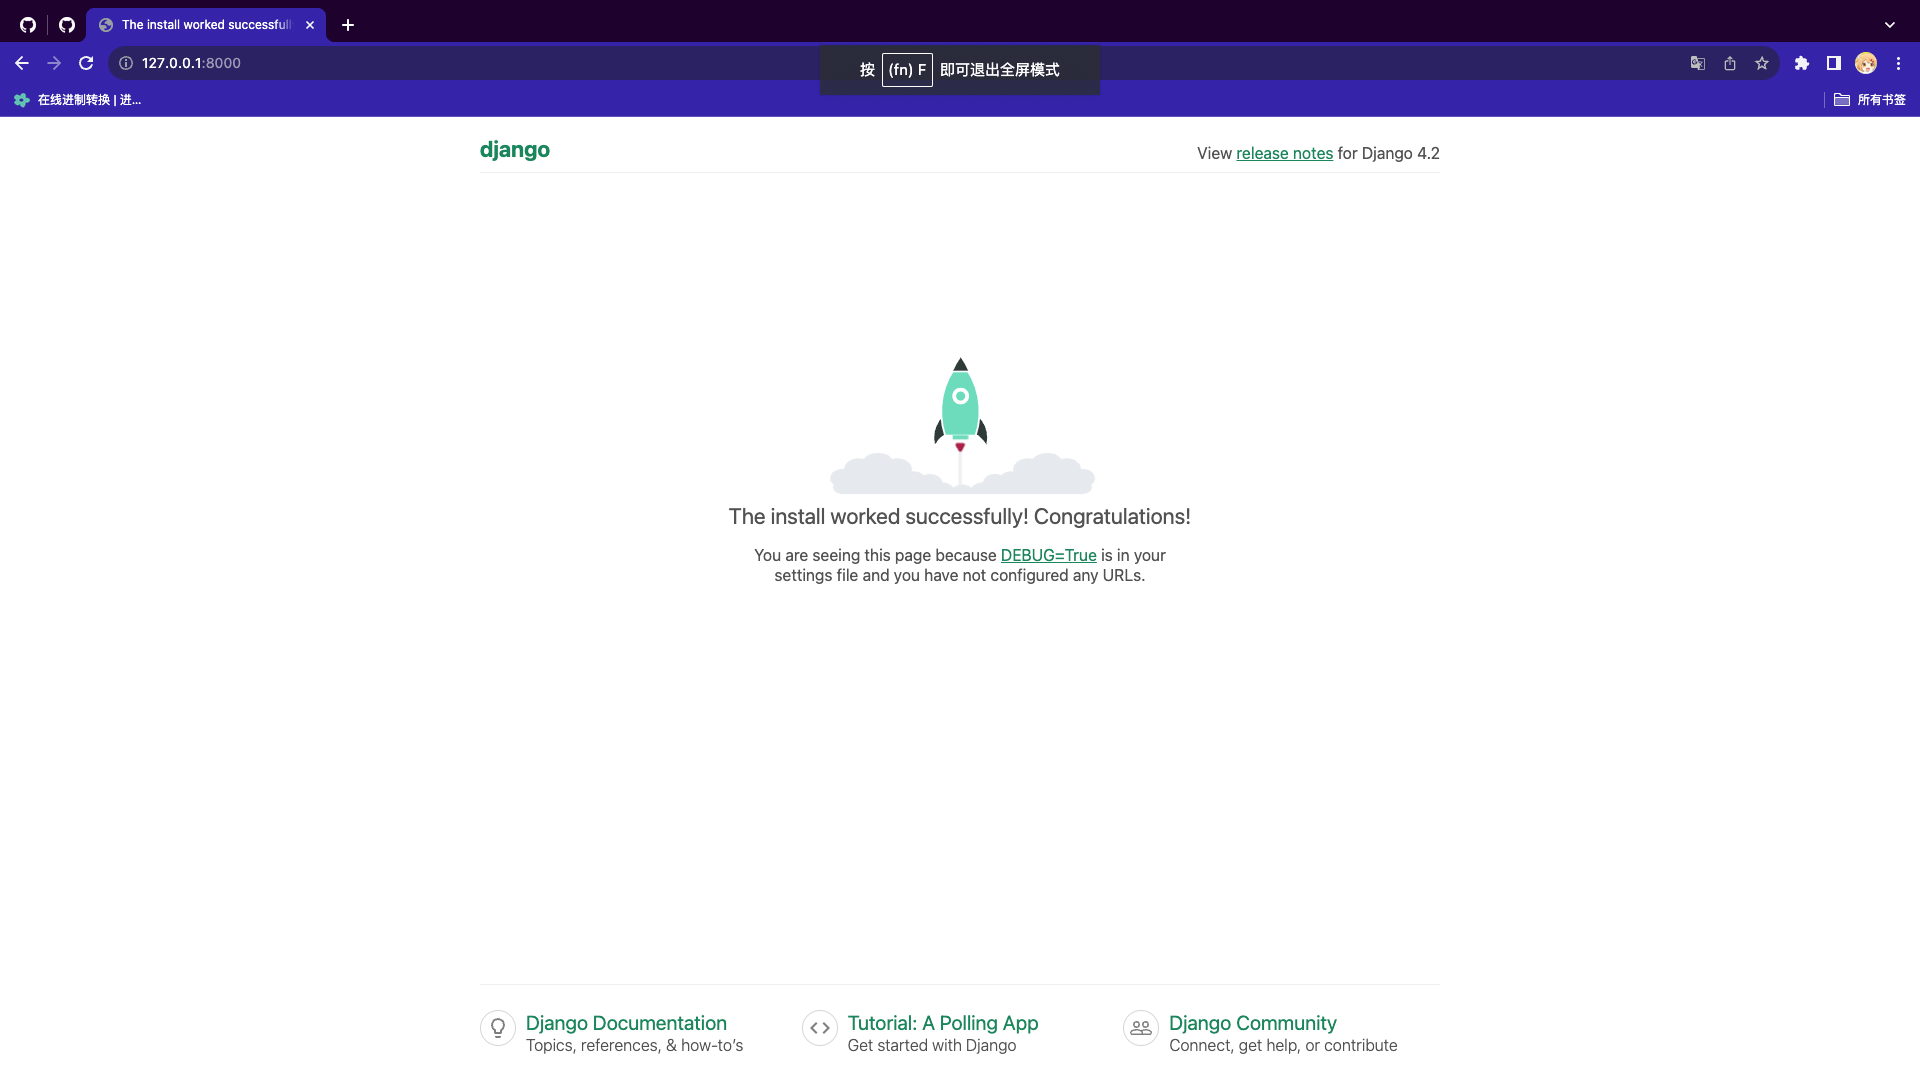 The install worked successful
127.0.0.1:8000
按 (fn) F 即可退出全屏模式
在线进制转换 | 进...
所有书签
django
View release notes for Django 4.2
The install worked successfully! Congratulations!
You are seeing this page because DEBUG=True is in your
settings file and you have not configured any URLs.
Django Documentation
Topics, references, & how-to’s
Tutorial: A Polling App
Get started with Django
Django Community
Connect, get help, or contribute